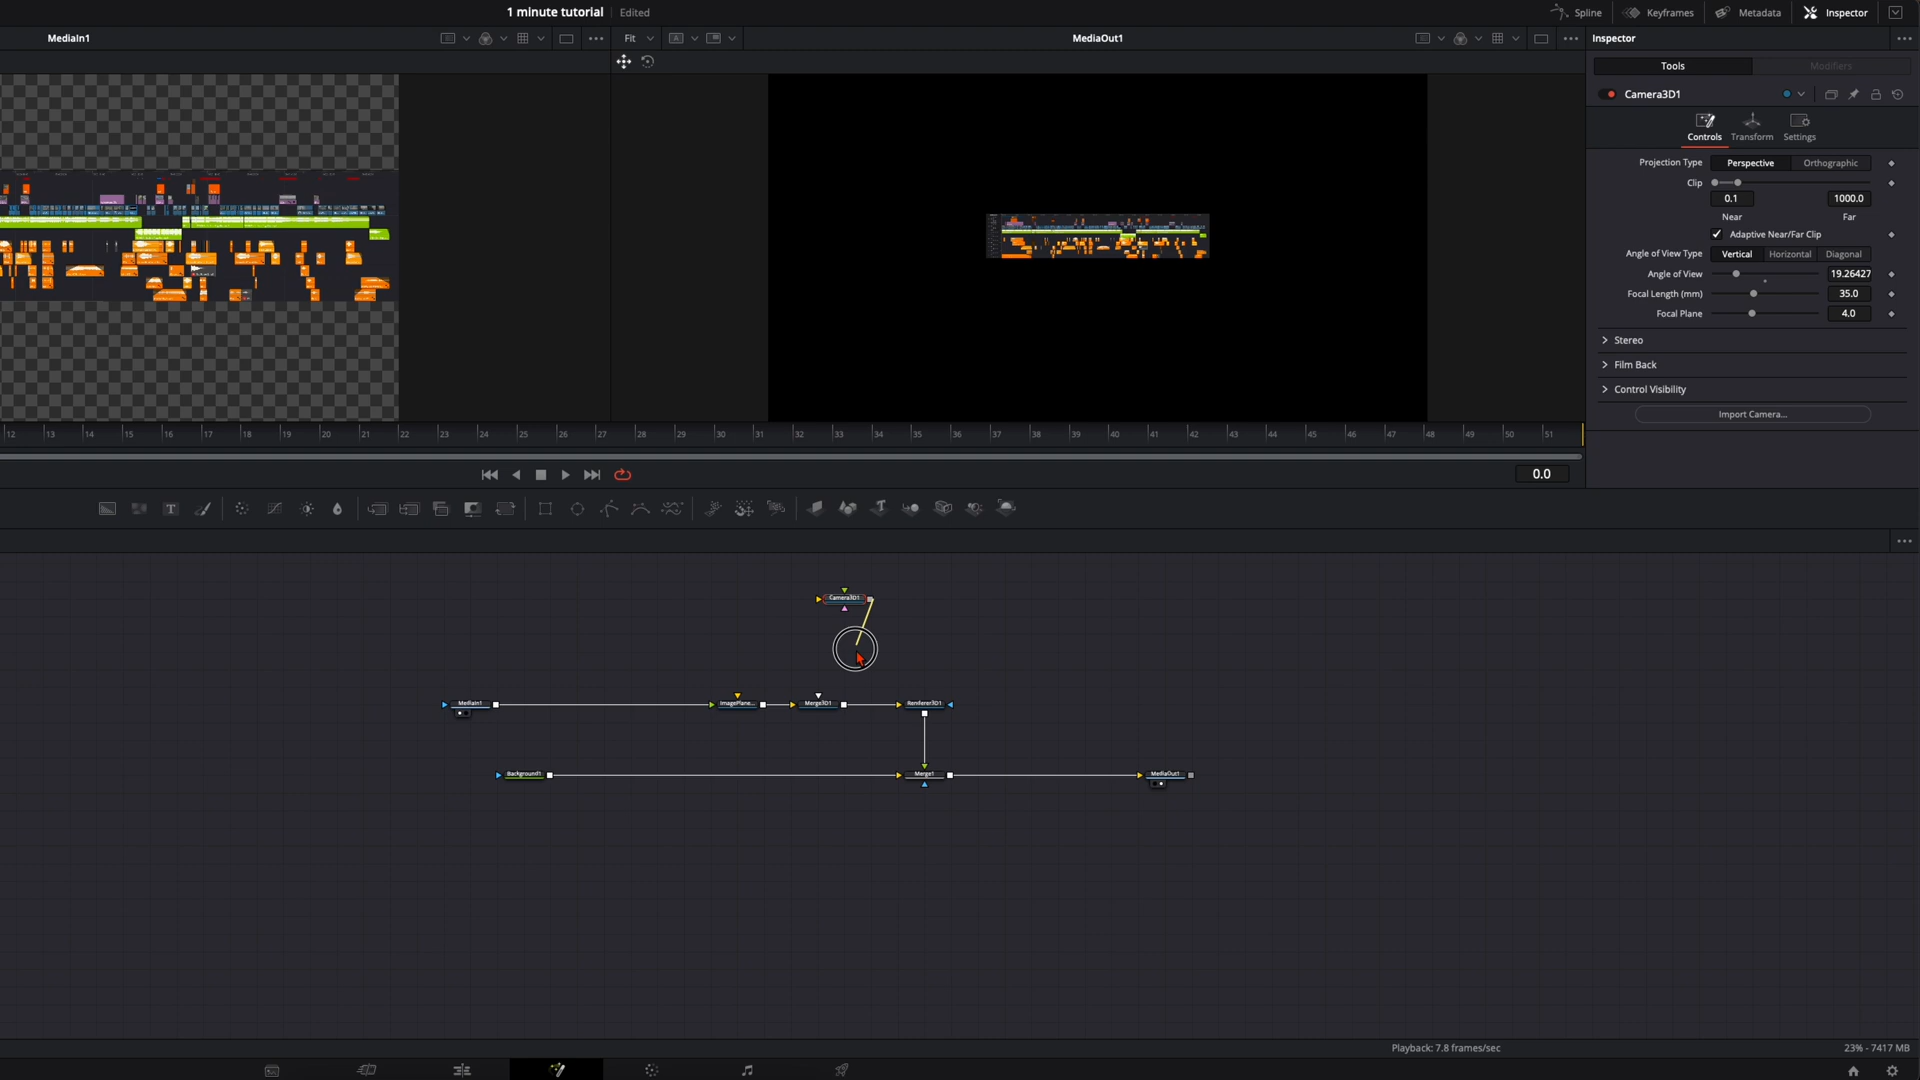 1 minute tutorial Edited
Spline Keyframes Metadata Inspector
MediaIn1
Fit
MediaOut1
Inspector
Tools Modifiers
Camera3D1
Controls Transform Settings
Projection Type Perspective Orthographic
Clip
0.1 1000.0
Near Far
Adaptive Near/Far Clip
Angle of View Type Vertical Horizontal Diagonal
Angle of View 19.26427
Focal Length (mm) 35.0
Focal Plane 4.0
Stereo
Film Back
Control Visibility
Import Camera...
12 13 14 15 16 17 18 19 20 21 22 23 24 25 26 27 28 29 30 31 32 33 34 35 36 37 38 39 40 41 42 43 44 45 46 47 48 49 50 51
0.0
Camera3D1
MediaIn1 ImagePlane... Merge3D1 Renderer3D1
Background1 Merge1 MediaOut1
Playback: 7.8 frames/sec 23% - 7417 MB